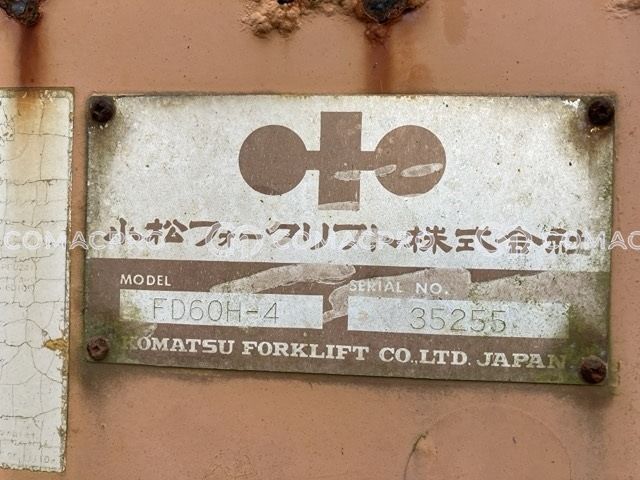 小松フォークリフト株式会社
MODEL SERIAL NO.
FD60H-4 35255
KOMATSU FORKLIFT CO.,LTD. JAPAN